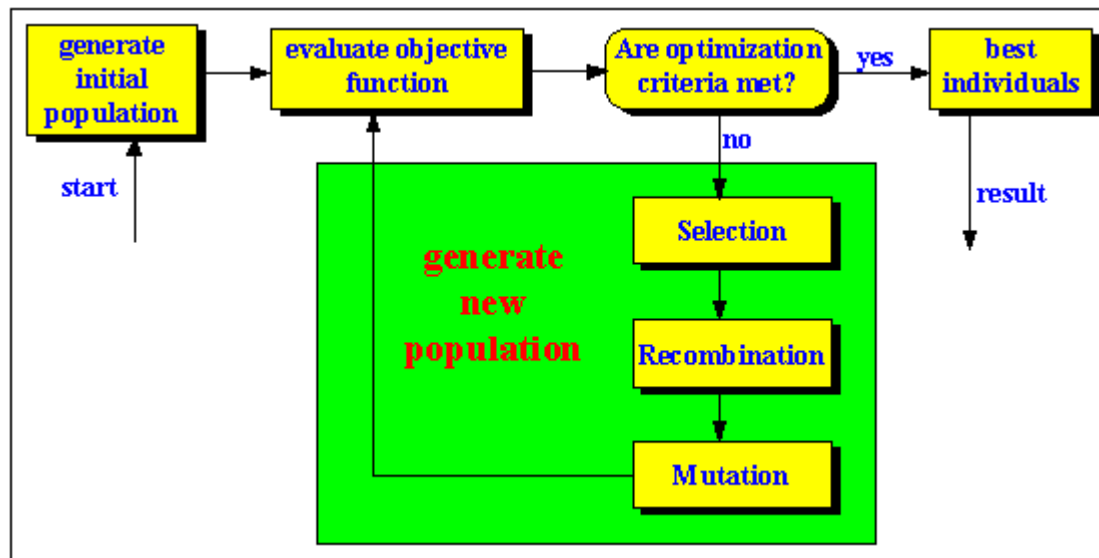 generate
initial
population
start
evaluate objective
function
Are optimization
criteria met?
yes
best
individuals
result
no
generate
new
population
Selection
Recombination
Mutation